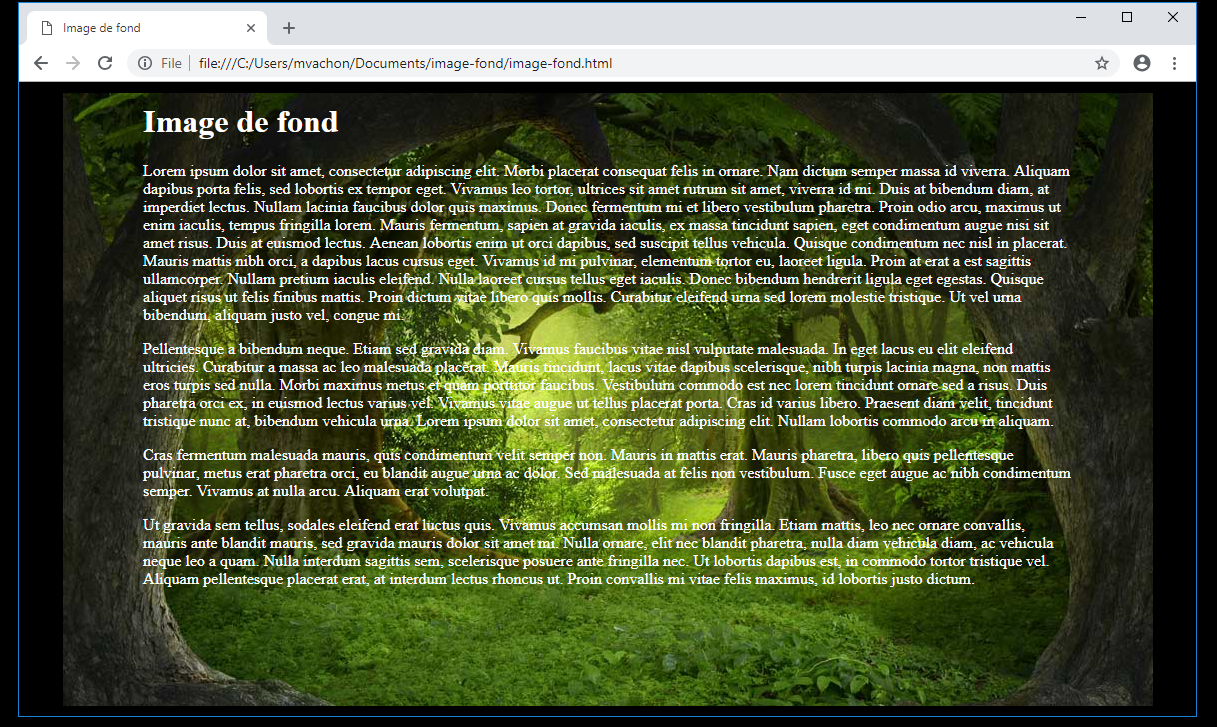 Image de fond
File
file:///C:/Users/mvachon/Documents/image-fond/image-fond.html
Image de fond
Lorem ipsum dolor sit amet, consectetur adipiscing elit. Morbi placerat consequat felis in ornare. Nam dictum semper massa id viverra. Aliquam
dapibus porta felis, sed lobortis ex tempor eget. Vivamus leo tortor, ultrices sit amet rutrum sit amet, viverra id mi. Duis at bibendum diam, at
imperdiet lectus. Nullam lacinia faucibus dolor quis maximus. Donec fermentum mi et libero vestibulum pharetra. Proin odio arcu, maximus ut
enim iaculis, tempus fringilla lorem. Mauris fermentum, sapien at gravida iaculis, ex massa tincidunt sapien, eget condimentum augue nisi sit
amet risus. Duis at euismod lectus. Aenean lobortis enim ut orci dapibus, sed suscipit tellus vehicula. Quisque condimentum nec nisl in placerat.
Mauris mattis nibh orci, a dapibus lacus cursus eget. Vivamus id mi pulvinar, elementum tortor eu, laoreet ligula. Proin at erat a est sagittis
ullamcorper. Nullam pretium iaculis eleifend. Nulla laoreet cursus tellus eget iaculis. Donec bibendum hendrerit ligula eget egestas. Quisque
aliquet risus ut felis finibus mattis. Proin dictum vitae libero quis mollis. Curabitur eleifend urna sed lorem molestie tristique. Ut vel urna
bibendum, aliquam justo vel, congue mi.
Pellentesque a bibendum neque. Etiam sed gravida diam. Vivamus faucibus vitae nisl vulputate malesuada. In eget lacus eu elit eleifend
ultricies. Curabitur a massa ac leo malesuada placerat. Mauris tincidunt, lacus vitae dapibus scelerisque, nibh turpis lacinia magna, non mattis
eros turpis sed nulla. Morbi maximus metus et quam porttitor faucibus. Vestibulum commodo est nec lorem tincidunt ornare sed a risus. Duis
pharetra orci ex, in euismod lectus varius vel. Vivamus vitae augue ut tellus placerat porta. Cras id varius libero. Praesent diam velit, tincidunt
tristique nunc at, bibendum vehicula urna. Lorem ipsum dolor sit amet, consectetur adipiscing elit. Nullam lobortis commodo arcu in aliquam.
Cras fermentum malesuada mauris, quis condimentum velit semper non. Mauris in mattis erat. Mauris pharetra, libero quis pellentesque
pulvinar, metus erat pharetra orci, eu blandit augue urna ac dolor. Sed malesuada at felis non vestibulum. Fusce eget augue ac nibh condimentum
semper. Vivamus at nulla arcu. Aliquam erat volutpat.
Ut gravida sem tellus, sodales eleifend erat luctus quis. Vivamus accumsan mollis mi non fringilla. Etiam mattis, leo nec ornare convallis,
mauris ante blandit mauris, sed gravida mauris dolor sit amet mi. Nulla ornare, elit nec blandit pharetra, nulla diam vehicula diam, ac vehicula
neque leo a quam. Nulla interdum sagittis sem, scelerisque posuere ante fringilla nec. Ut lobortis dapibus est, in commodo tortor tristique vel.
Aliquam pellentesque placerat erat, at interdum lectus rhoncus ut. Proin convallis mi vitae felis maximus, id lobortis justo dictum.